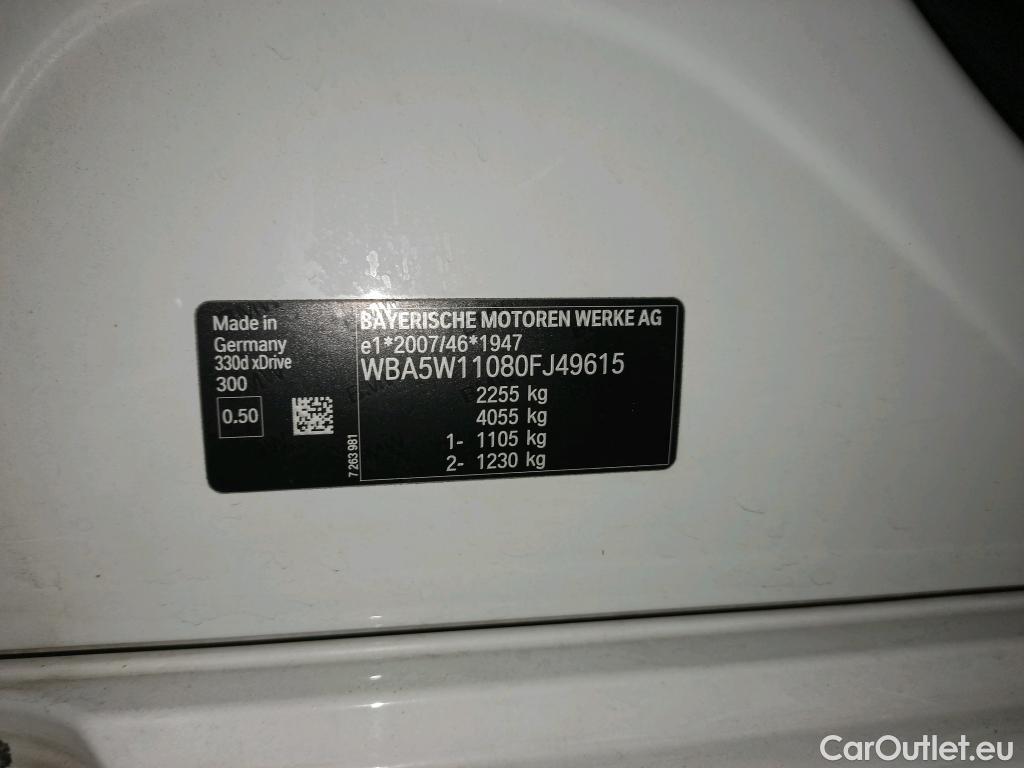 Made in
Germany
330d xDrive
300
0.50
7 263 981
BAYERISCHE MOTOREN WERKE AG
e1*2007/46*1947
WBA5W11080FJ49615
2255 kg
4055 kg
1- 1105 kg
2- 1230 kg
CarOutlet.eu